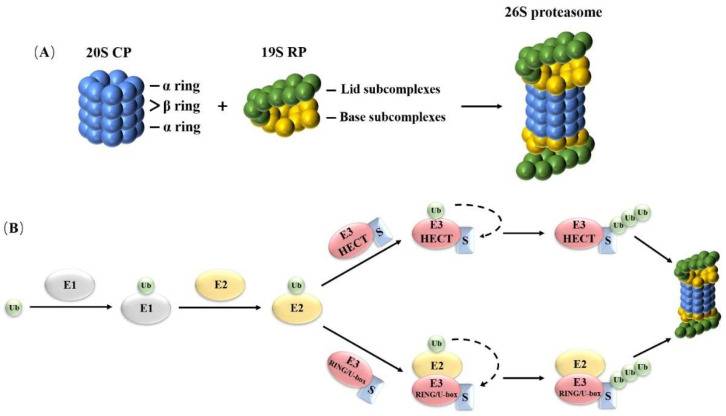 26S proteasome
(A)
20S CP
19S RP
α ring
β ring
α ring
+
Lid subcomplexes
Base subcomplexes
(B)
Ub
E1
Ub
E1
E2
Ub
E2
E3
HECT
S
Ub
E3
HECT
S
E3
HECT
S
Ub
Ub
Ub
E3
RING/U-box
S
Ub
E2
E3
RING/U-box
S
E2
E3
RING/U-box
S
Ub
Ub
Ub